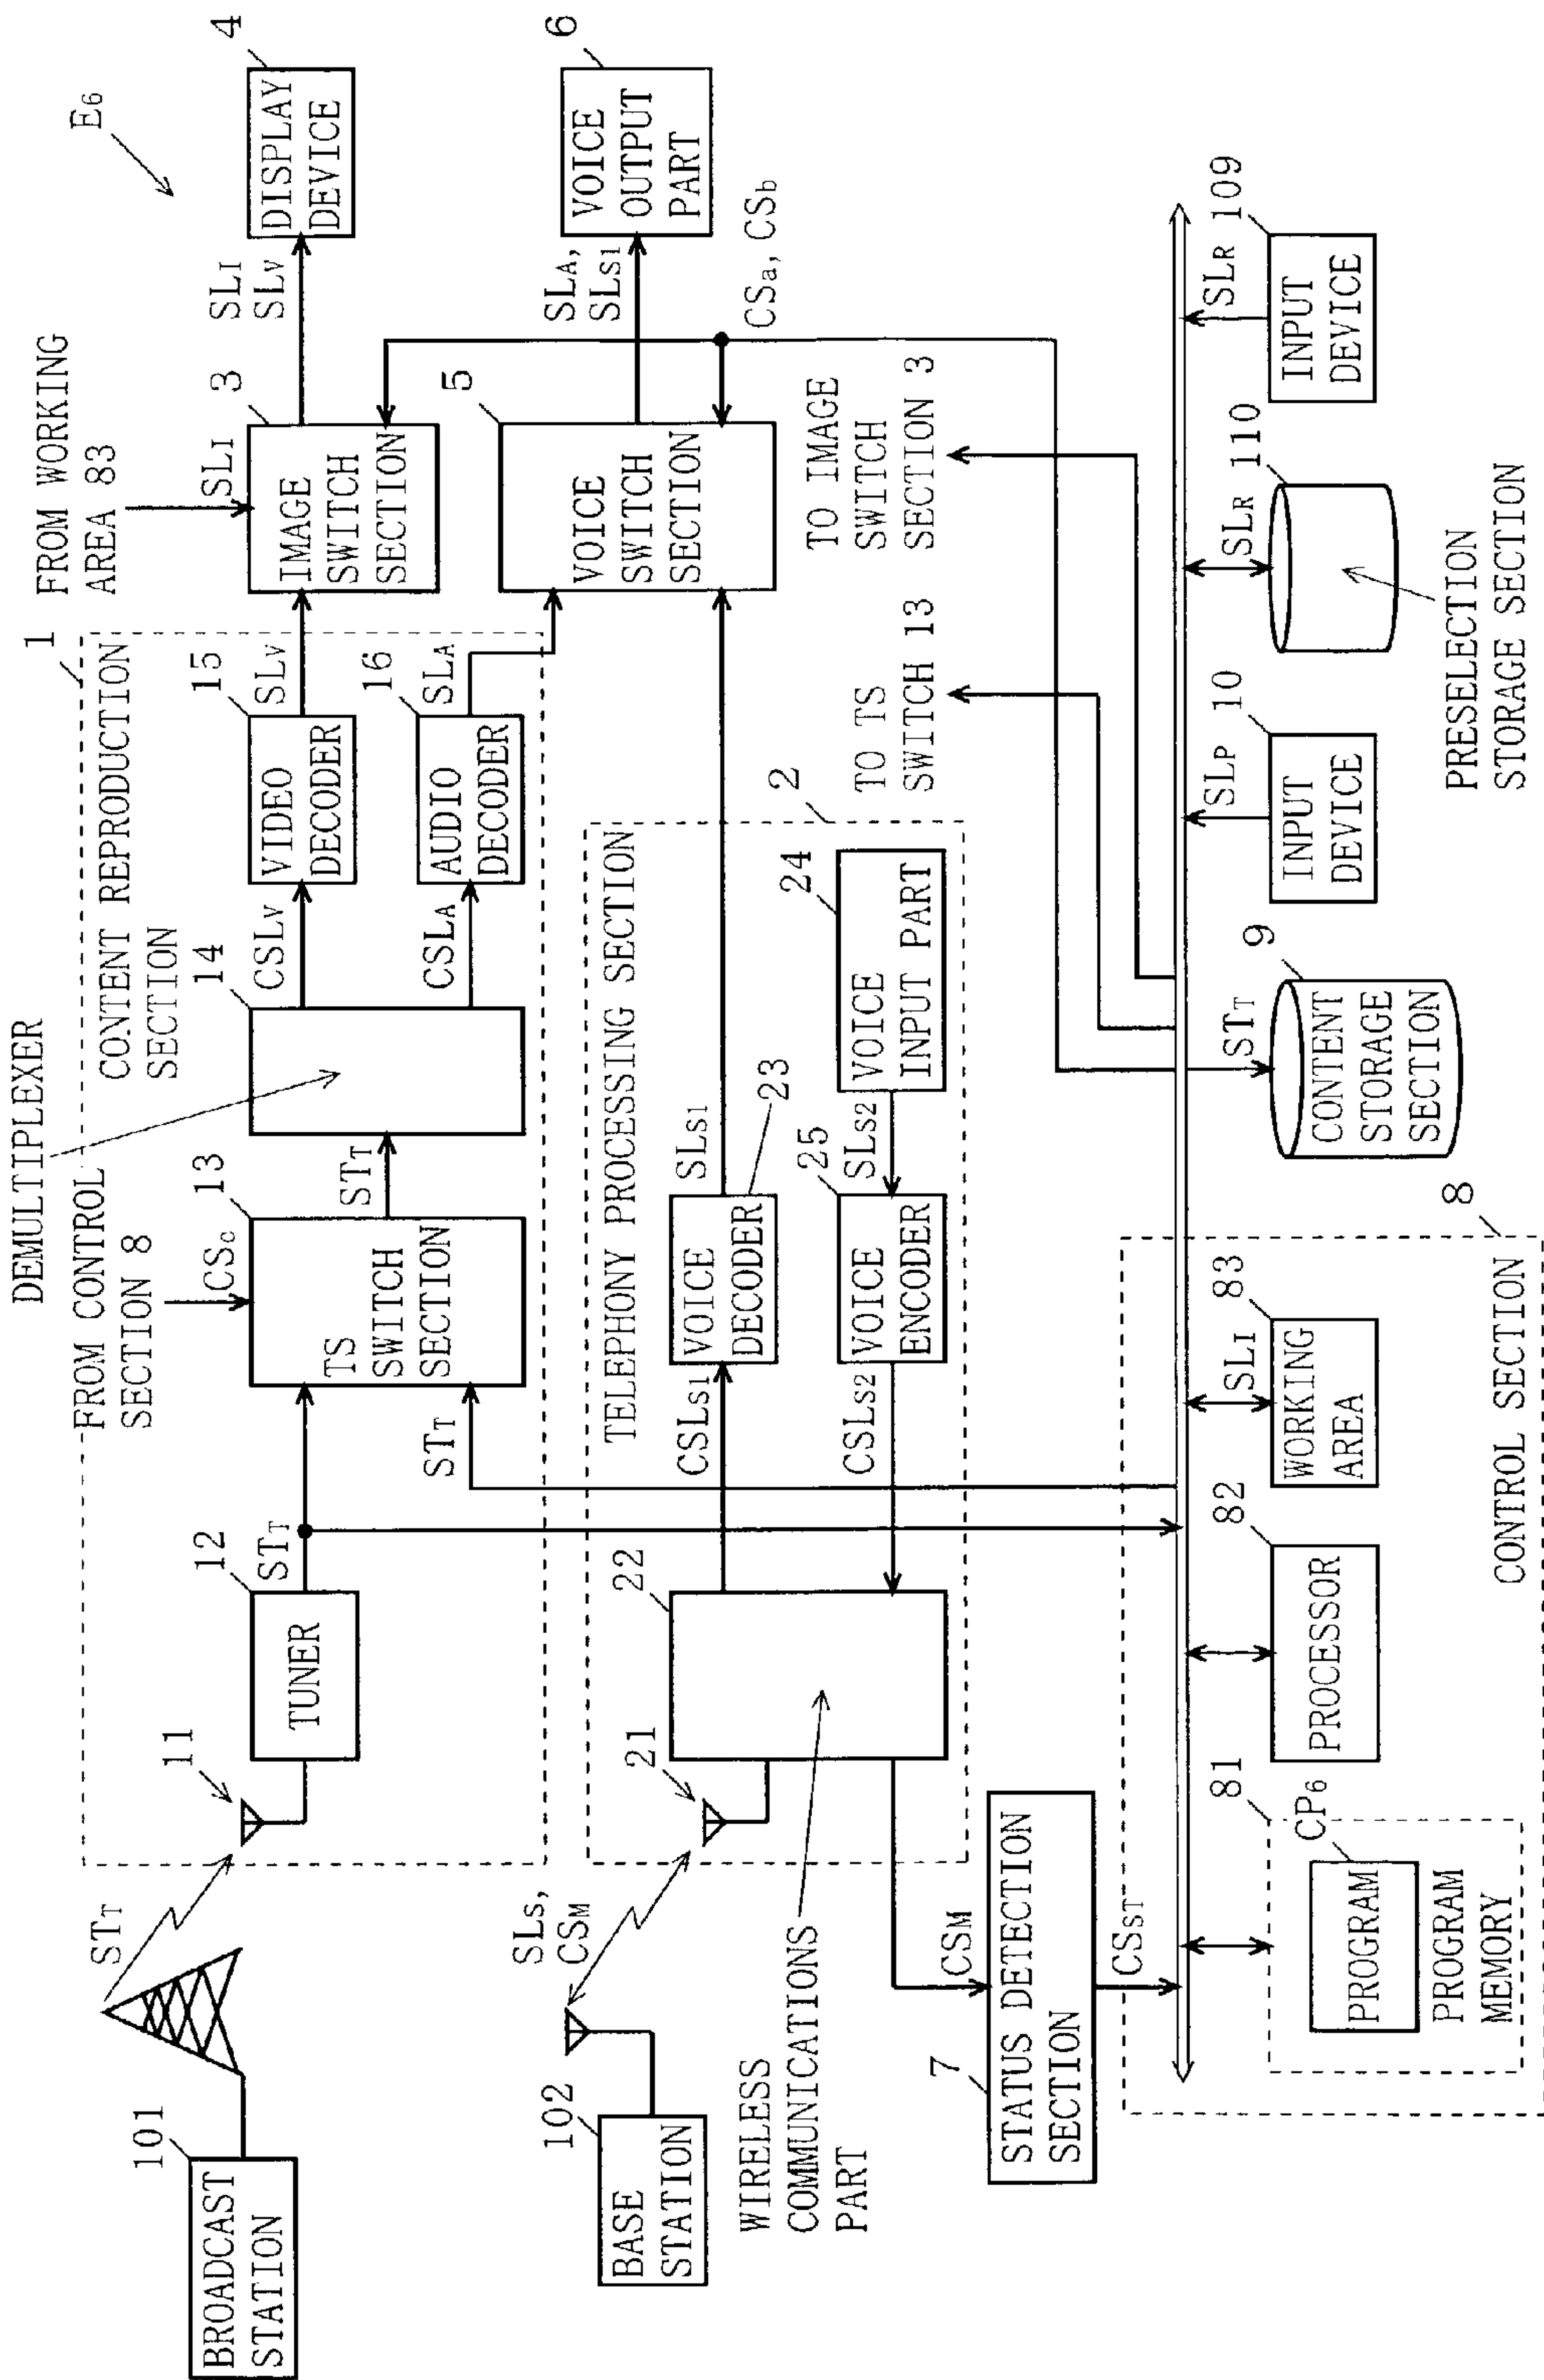 E6
BROADCAST
STATION
101
STT
11
TUNER
12
STT
FROM CONTROL
SECTION 8
CSc
TS
SWITCH
SECTION
13
STT
STT
DEMULTIPLEXER
14
CONTENT REPRODUCTION
SECTION
1
CSLV
VIDEO
DECODER
15
SLV
CSLA
AUDIO
DECODER
16
SLA
FROM WORKING
AREA 83
SLI
IMAGE
SWITCH
SECTION
3
SLI
SLV
DISPLAY
DEVICE
4
VOICE
SWITCH
SECTION
5
SLA,
SLS1
VOICE
OUTPUT
PART
6
CSa, CSb
BASE
STATION
102
SLS,
CSM
21
22
WIRELESS
COMMUNICATIONS
PART
TELEPHONY PROCESSING SECTION
2
CSLS1
VOICE
DECODER
23
SLS1
CSLS2
VOICE
ENCODER
25
SLS2
VOICE
INPUT PART
24
TO TS
SWITCH 13
TO IMAGE
SWITCH
SECTION 3
CSM
STATUS DETECTION
SECTION
7
CSST
PROGRAM
CP6
PROGRAM
MEMORY
81
PROCESSOR
82
WORKING
AREA
83
SLI
CONTROL SECTION
8
STT
CONTENT
STORAGE
SECTION
9
SLP
INPUT
DEVICE
10
SLR
110
PRESELECTION
STORAGE SECTION
SLR
INPUT
DEVICE
109